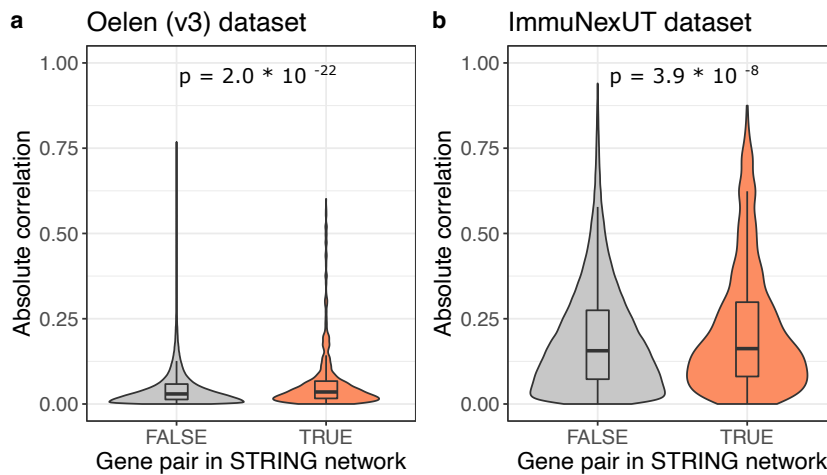 a Oelen (v3) dataset
p = 2.0 * 10 -22
Absolute correlation
1.00
0.75
0.50
0.25
0.00
FALSE TRUE
Gene pair in STRING network
b ImmuNexUT dataset
p = 3.9 * 10 -8
Absolute correlation
1.00
0.75
0.50
0.25
0.00
FALSE TRUE
Gene pair in STRING network